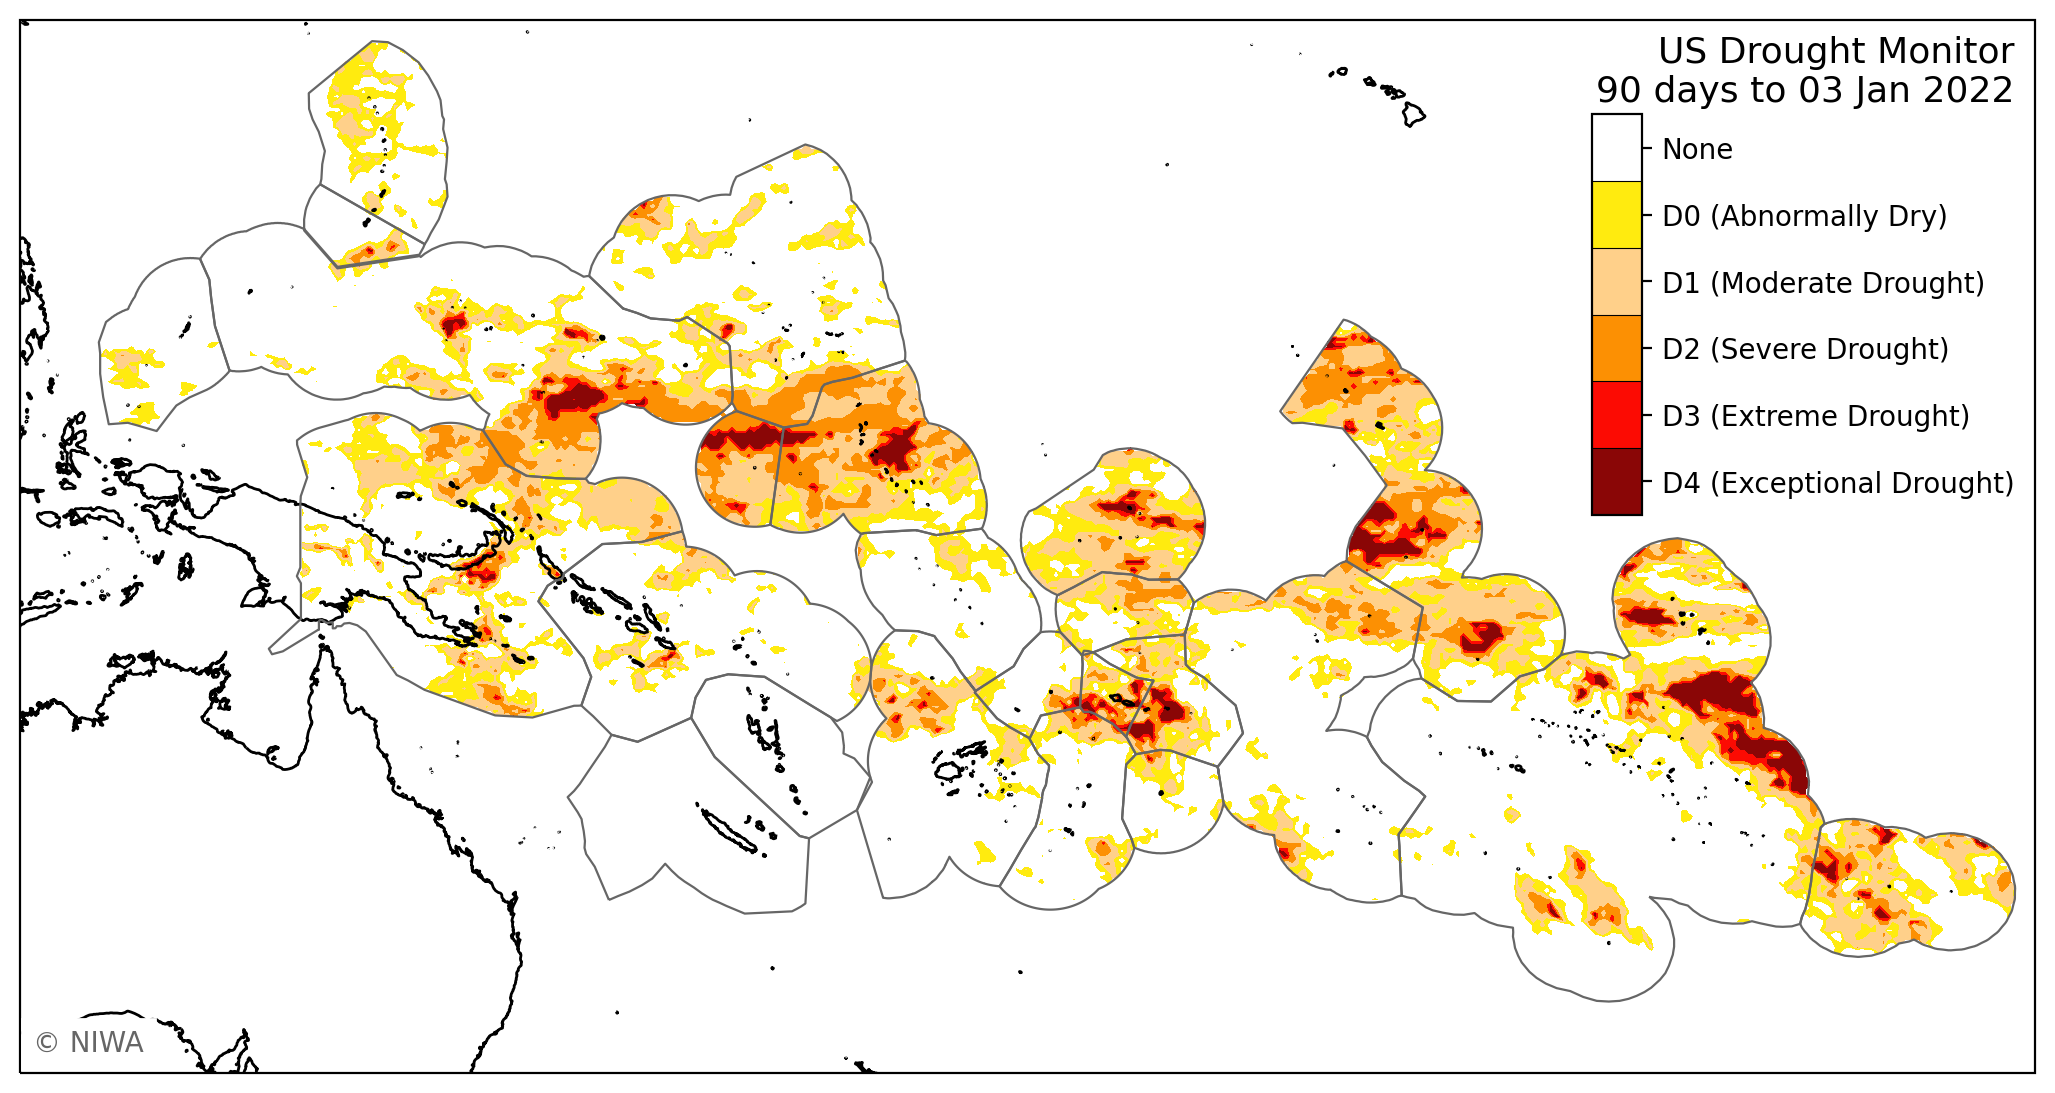 US Drought Monitor
90 days to 03 Jan 2022
None
D0 (Abnormally Dry)
D1 (Moderate Drought)
D2 (Severe Drought)
D3 (Extreme Drought)
D4 (Exceptional Drought)
© NIWA